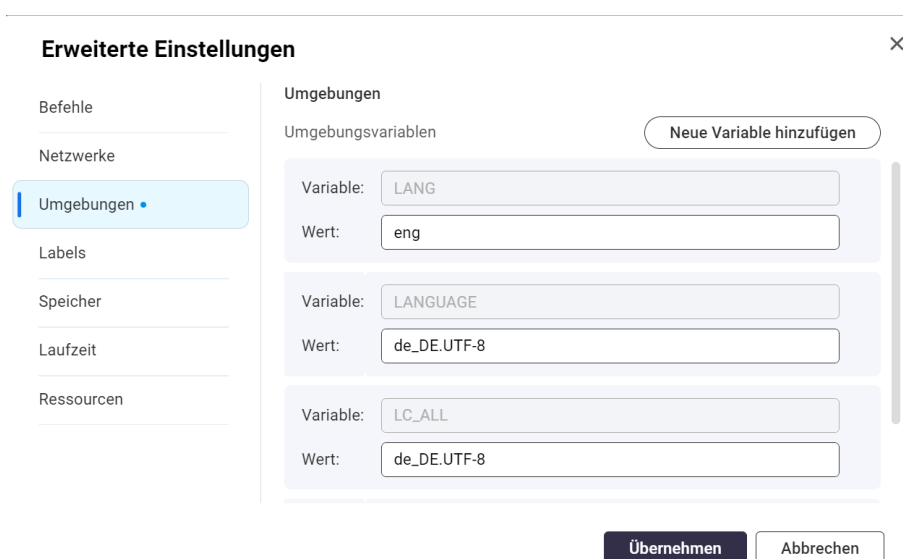 Erweiterte Einstellungen
Befehle
Netzwerke
Umgebungen
Labels
Speicher
Laufzeit
Ressourcen
Umgebungen
Umgebungsvariablen
Neue Variable hinzufügen
Variable: LANG
Wert: eng
Variable: LANGUAGE
Wert: de_DE.UTF-8
Variable: LC_ALL
Wert: de_DE.UTF-8
Übernehmen
Abbrechen